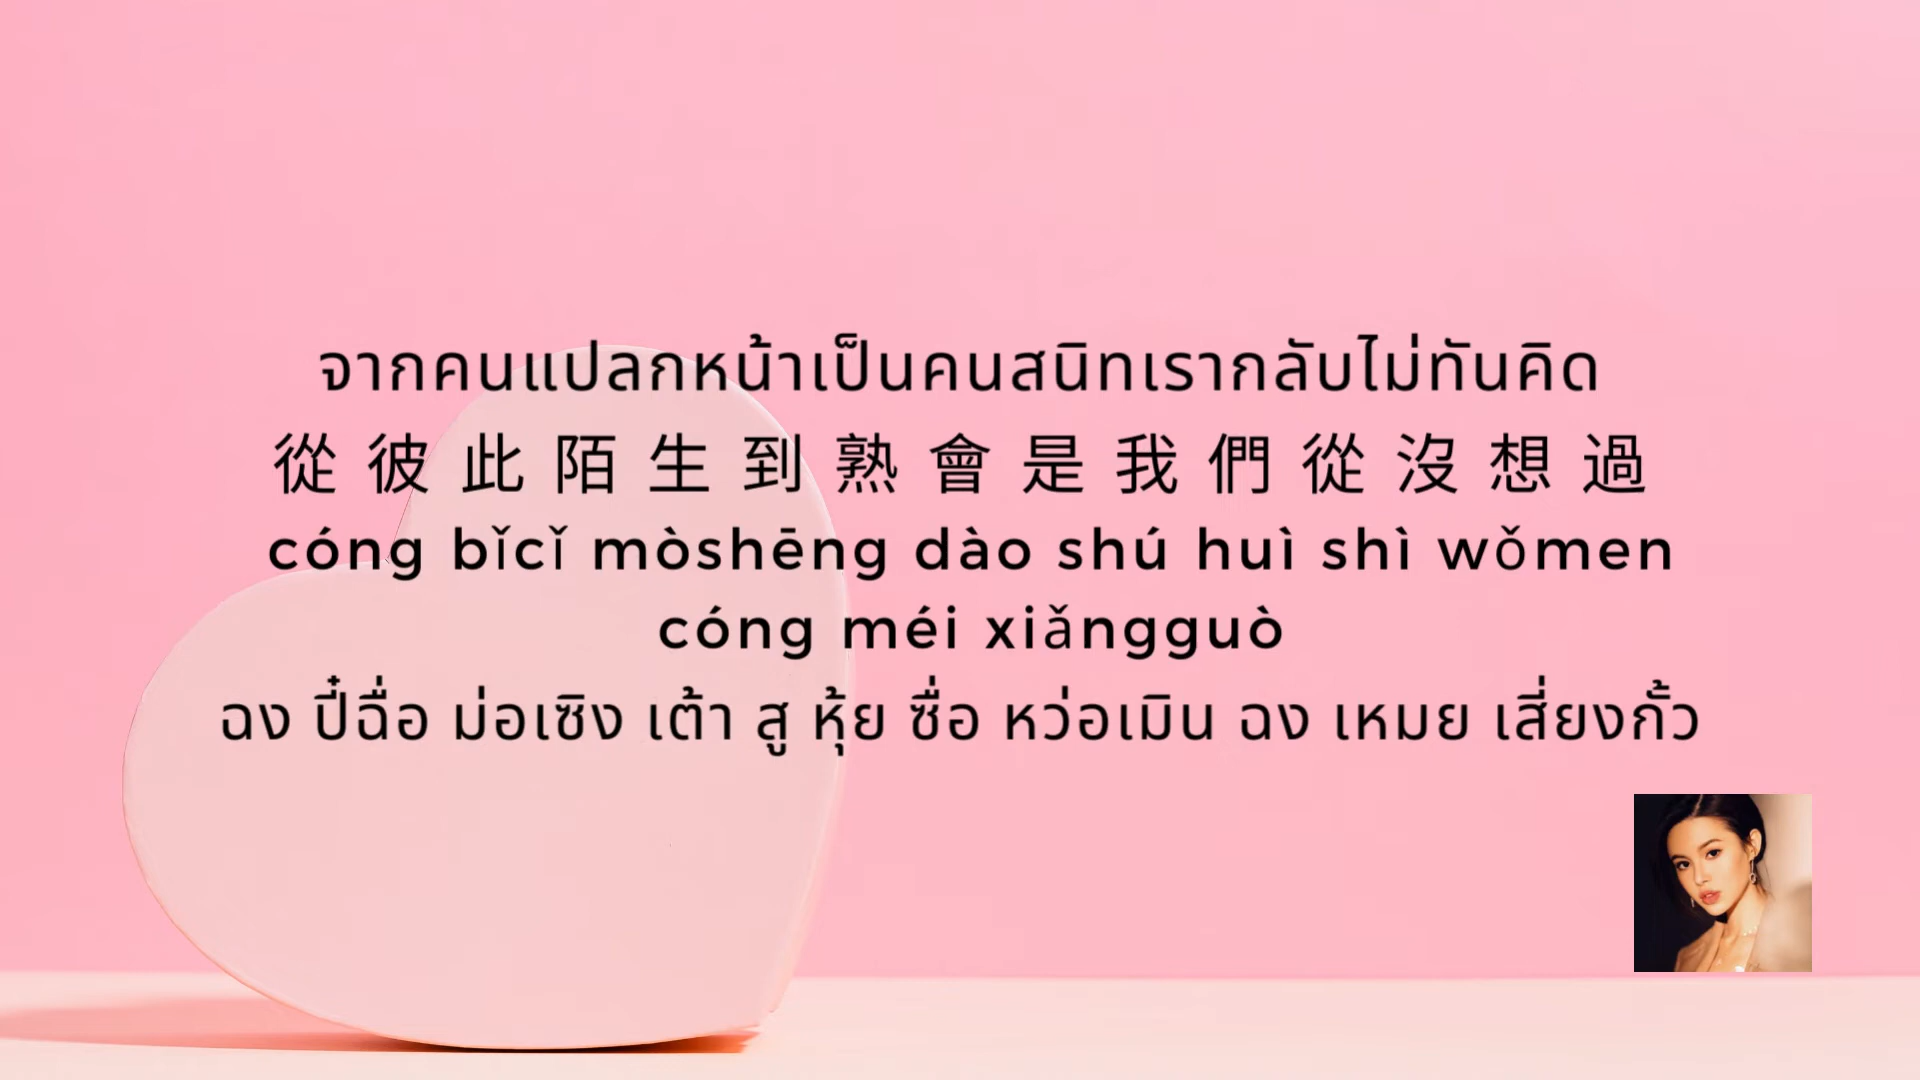 จากคนแปลกหน้าเป็นคนสนิทเรากลับไม่ทันคิด
從彼此陌生到熟會是我們從沒想過
cóng bǐcǐ mòshēng dào shú huì shì wǒmen
cóng méi xiǎngguò
ฉง ปี๋ฉื่อ ม่อเซิง เต้า สู หุ้ย ซื่อ หว่อเมิน ฉง เหมย เสี่ยงกั้ว